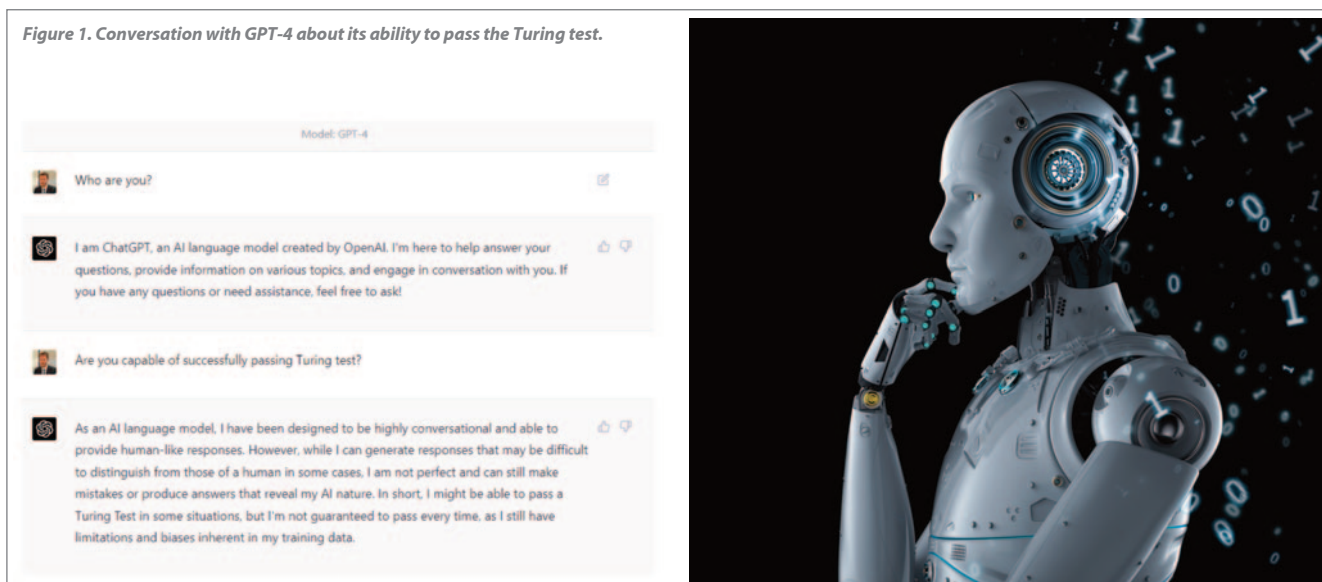 Figure 1. Conversation with GPT-4 about its ability to pass the Turing test.
Model: GPT-4
Who are you?
I am ChatGPT, an AI language model created by OpenAI. I'm here to help answer your
questions, provide information on various topics, and engage in conversation with you. If
you have any questions or need assistance, feel free to ask!
Are you capable of successfully passing Turing test?
As an AI language model, I have been designed to be highly conversational and able to
provide human-like responses. However, while I can generate responses that may be difficult
to distinguish from those of a human in some cases, I am not perfect and can still make
mistakes or produce answers that reveal my AI nature. In short, I might be able to pass a
Turing Test in some situations, but I'm not guaranteed to pass every time, as I still have
limitations and biases inherent in my training data.